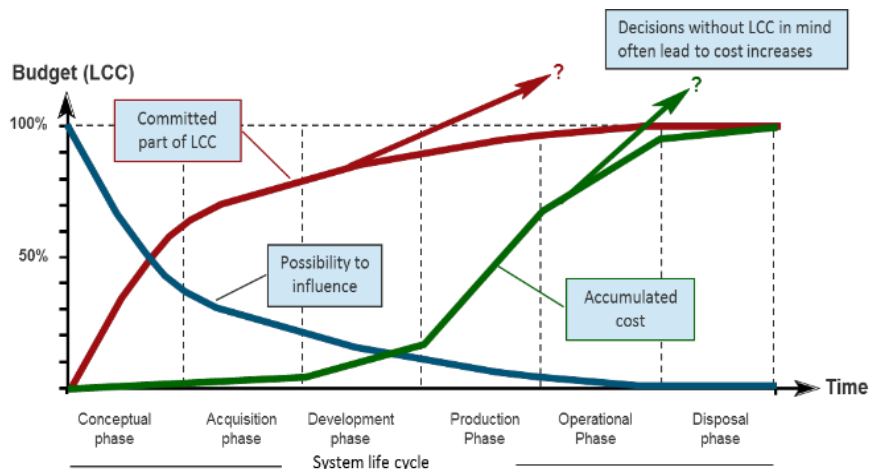 Decisions without LCC in mind
often lead to cost increases
Budget (LCC)
?
?
100%
Committed
part of LCC
50%
Possibility to
influence
Accumulated
cost
Time
Conceptual
phase
Acquisition
phase
Development
phase
Production
Phase
Operational
Phase
Disposal
phase
System life cycle